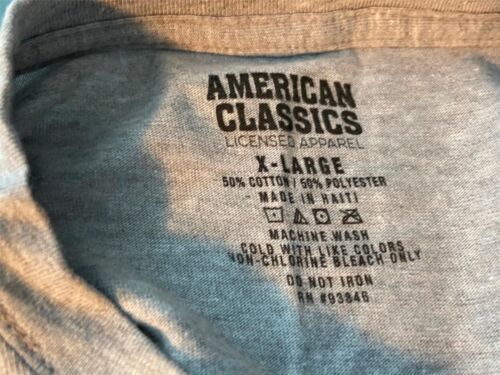 AMERICAN
CLASSICS
LICENSED APPAREL
X-LARGE
50% COTTON / 50% POLYESTER
- MADE IN HAITI
MACHINE WASH
COLD WITH LIKE COLORS
NON-CHLORINE BLEACH ONLY
DO NOT IRON
RN #93846